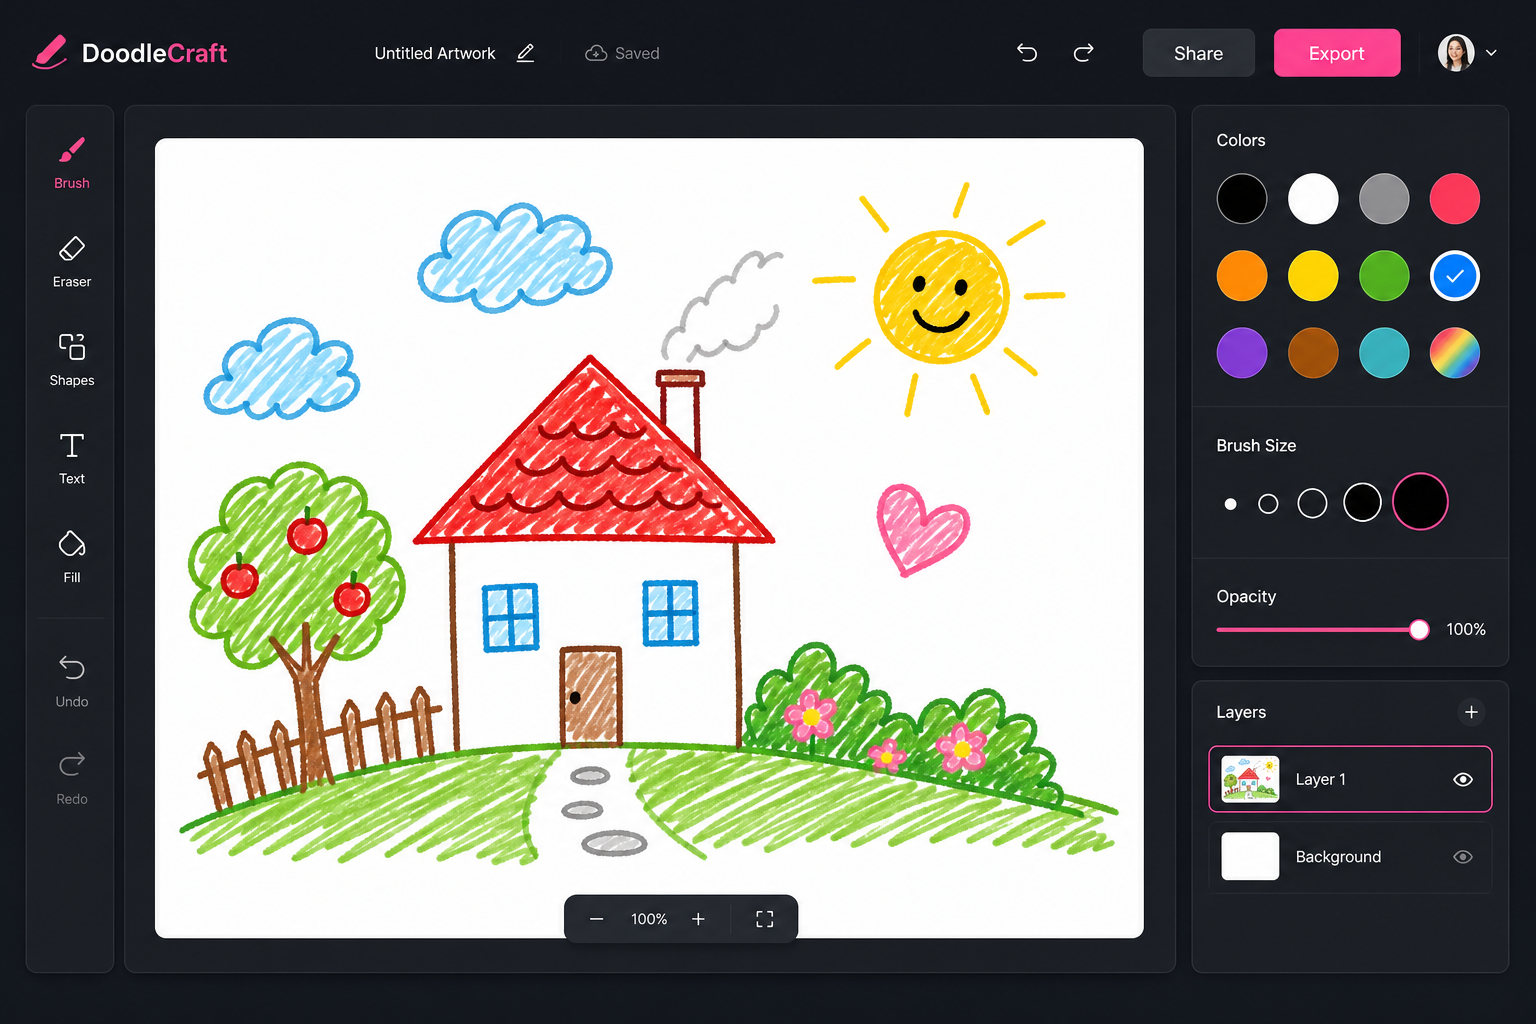 DoodleCraft
Untitled Artwork
Saved
Share
Export
Brush
Eraser
Shapes
Text
Fill
Undo
Redo
100%
Colors
Brush Size
Opacity
100%
Layers
Layer 1
Background